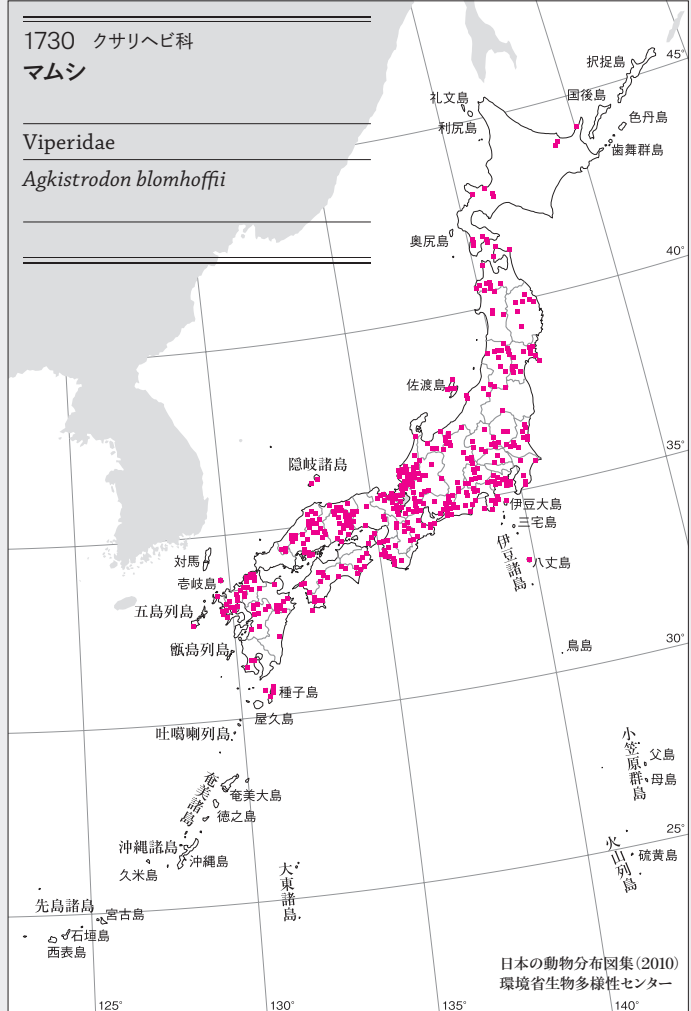 1730 クサリヘビ科
マムシ
Viperidae
Agkistrodon blomhoffii
45°
択捉島
国後島
礼文島
色丹島
利尻島
歯舞群島
奥尻島
40°
佐渡島
35°
隠岐諸島
伊豆大島
三宅島
伊豆諸島
八丈島
対馬
壱岐島
五島列島
甑島列島
30°
鳥島
種子島
屋久島
吐噶喇列島
小笠原群島
父島
母島
奄美諸島
奄美大島
徳之島
25°
沖縄諸島
沖縄島
久米島
火山列島
硫黄島
大東諸島
先島諸島
宮古島
石垣島
西表島
日本の動物分布図集(2010)
環境省生物多様性センター
125°
130°
135°
140°